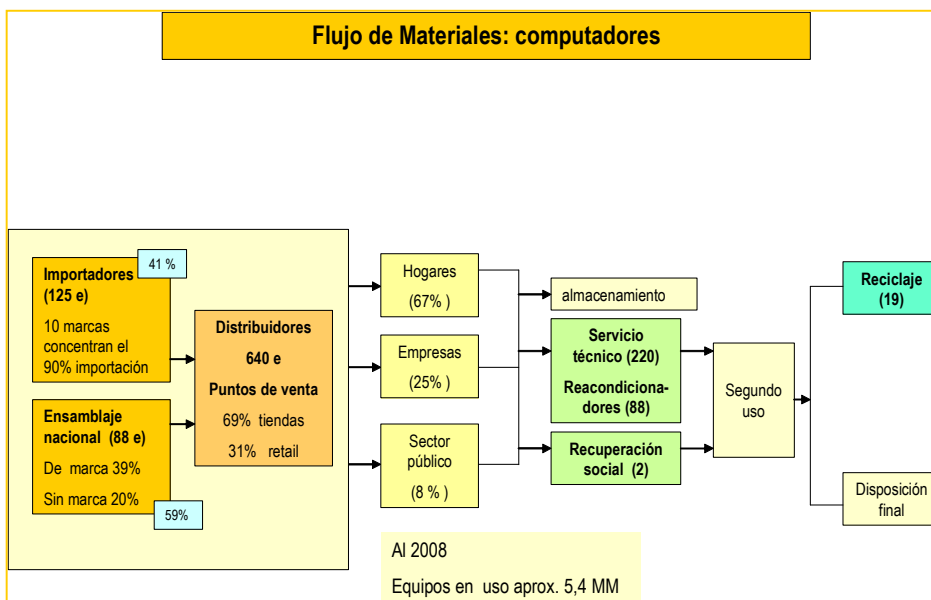 Flujo de Materiales: computadores
41 %
Importadores
(125 e)
10 marcas
concentran el
90% importación
Ensamblaje
nacional (88 e)
De marca 39%
Sin marca 20%
59%
Distribuidores
640 e
Puntos de venta
69% tiendas
31% retail
Hogares
(67% )
Empresas
(25%)
Sector
público
(8 % )
almacenamiento
Servicio
técnico (220)
Reacondiciona-
dores (88)
Recuperación
social (2)
Segundo
uso
Reciclaje
(19)
Disposición
final
Al 2008
Equipos en uso aprox. 5,4 MM